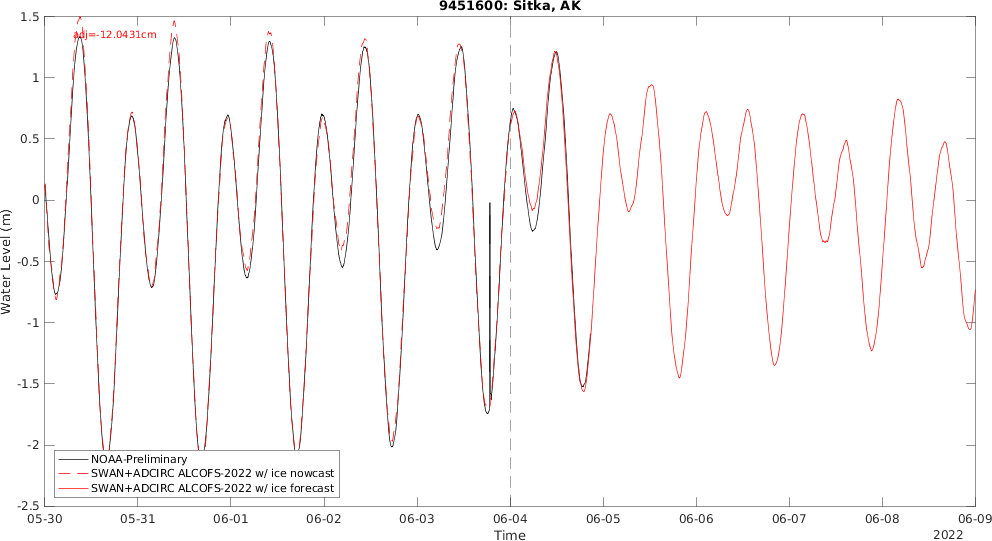 9451600: Sitka, AK
1.5
adj=-12.0431cm
1
0.5
0
-0.5
-1
-1.5
-2
-2.5
Water Level (m)
NOAA-Preliminary
SWAN+ADCIRC ALCOFS-2022 w/ ice nowcast
SWAN+ADCIRC ALCOFS-2022 w/ ice forecast
05-30 05-31 06-01 06-02 06-03 06-04 06-05 06-06 06-07 06-08 06-09
Time
2022